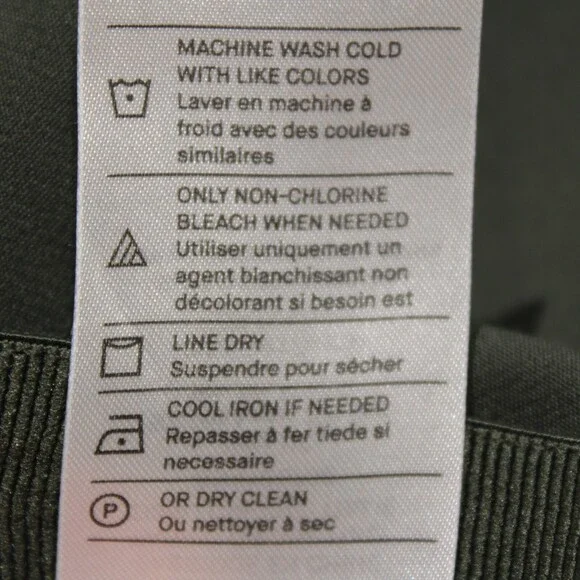 MACHINE WASH COLD
WITH LIKE COLORS
Laver en machine à
froid avec des couleurs
similaires
ONLY NON-CHLORINE
BLEACH WHEN NEEDED
Utiliser uniquement un
agent blanchissant non
décolorant si besoin est
LINE DRY
Suspendre pour sécher
COOL IRON IF NEEDED
Repasser à fer tiede si
necessaire
P
OR DRY CLEAN
Ou nettoyer à sec